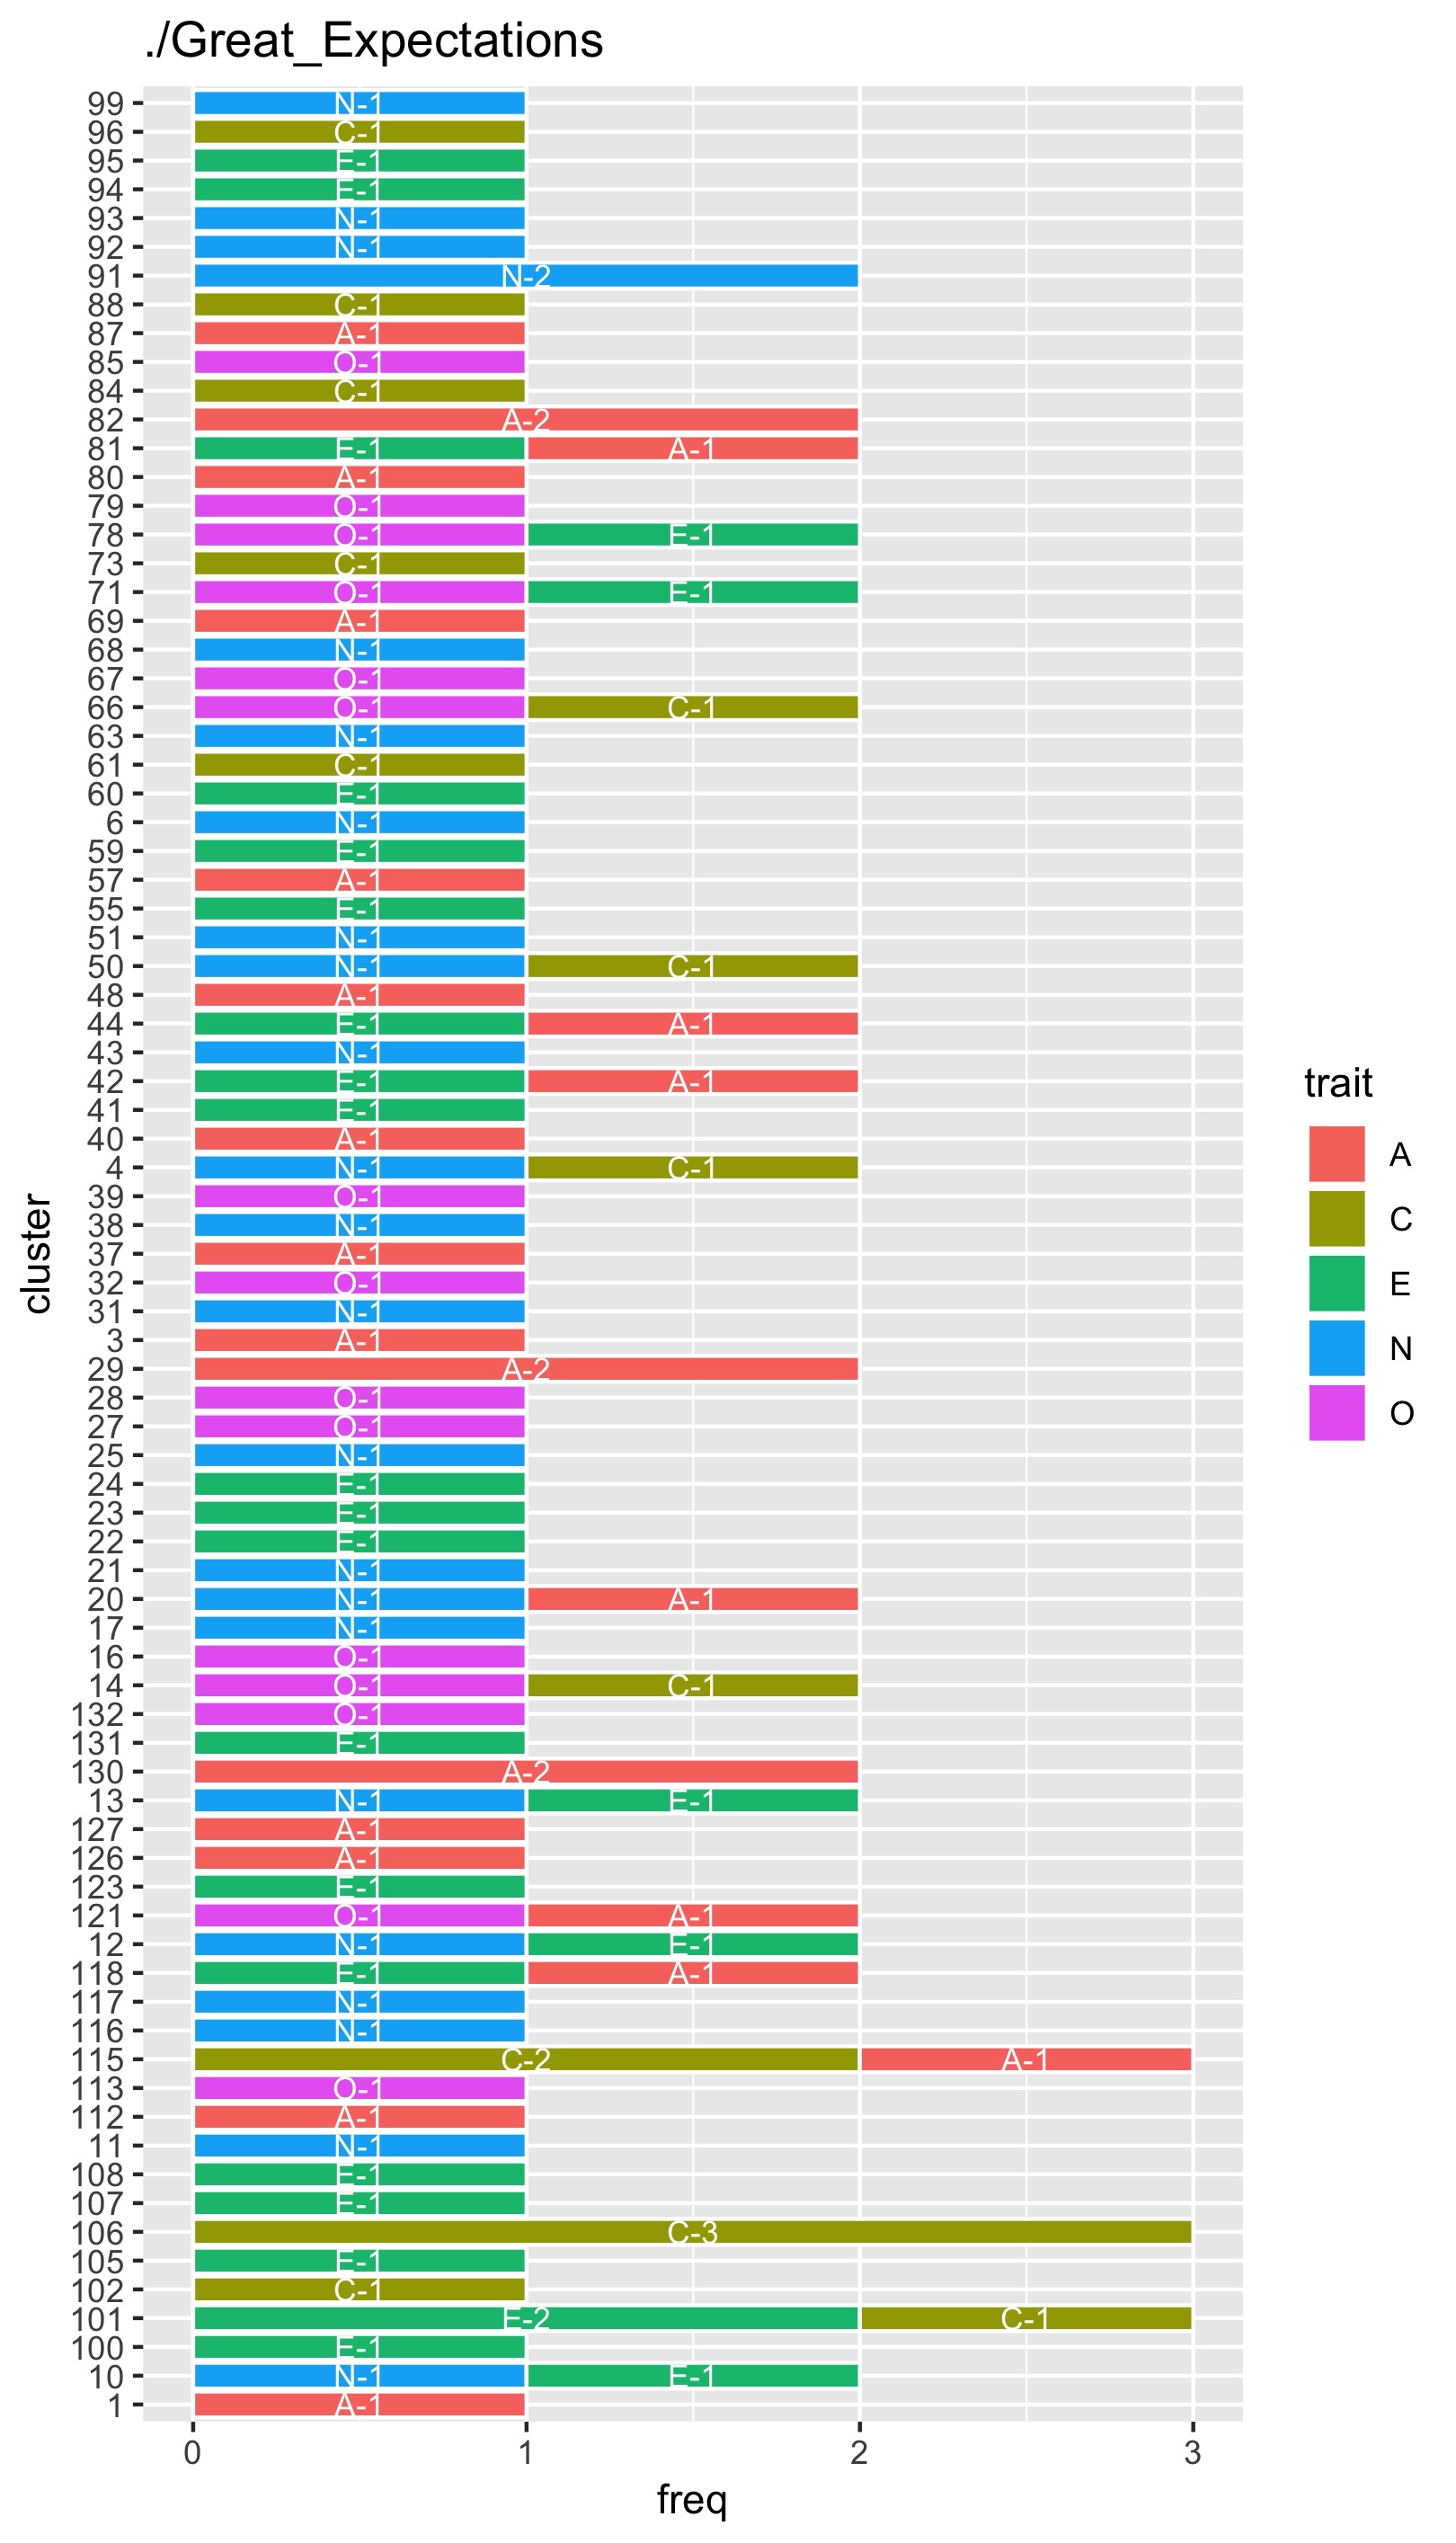 ./Great_Expectations
99 N-1
96 C-1
95 E-1
94 E-1
93 N-1
92 N-1
91 N-2
88 C-1
87 A-1
85 O-1
84 C-1
82 A-2
81 E-1 A-1
80 A-1
79 O-1
78 O-1 E-1
73 C-1
71 O-1 E-1
69 A-1
68 N-1
67 O-1
66 O-1 C-1
63 N-1
61 C-1
60 E-1
6 N-1
59 E-1
57 A-1
55 E-1
51 N-1
50 N-1 C-1
48 A-1
44 E-1 A-1
43 N-1
42 E-1 A-1
41 E-1
40 A-1
4 N-1 C-1
39 O-1
38 N-1
37 A-1
32 O-1
31 N-1
3 A-1
29 A-2
28 O-1
27 O-1
25 N-1
24 E-1
23 E-1
22 E-1
21 N-1
20 N-1 A-1
17 N-1
16 O-1
14 O-1 C-1
132 O-1
131 E-1
130 A-2
13 N-1 E-1
127 A-1
126 A-1
123 E-1
121 O-1 A-1
12 N-1 E-1
118 E-1 A-1
117 N-1
116 N-1
115 C-2 A-1
113 O-1
112 A-1
11 N-1
108 E-1
107 E-1
106 C-3
105 E-1
102 C-1
101 E-2 C-1
100 E-1
10 N-1 E-1
1 A-1
0 1 2 3
freq
cluster
trait
A
C
E
N
O